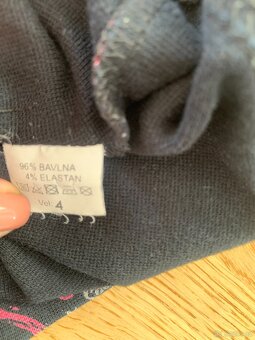 96% BAVLNA
4% ELASTAN
Vel. 4